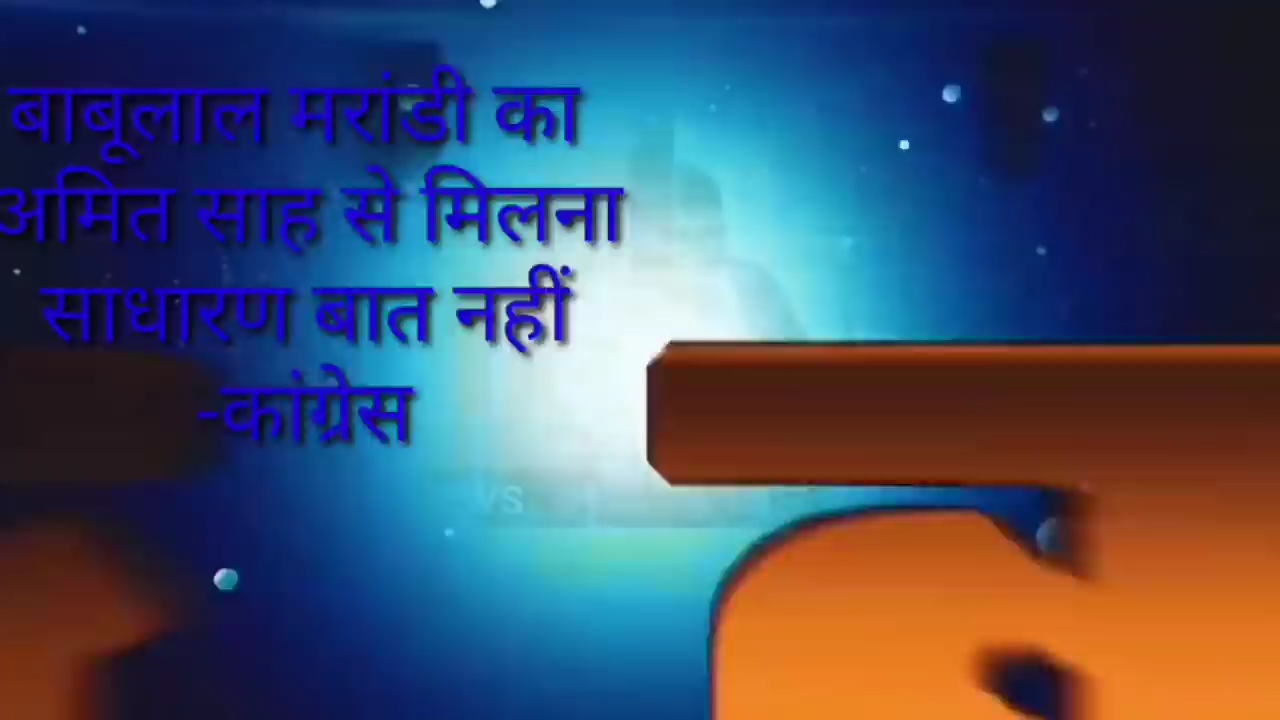 बाबूलाल मरांडी का
अमित साह से मिलना
साधारण बात नहीं
-कांग्रेस